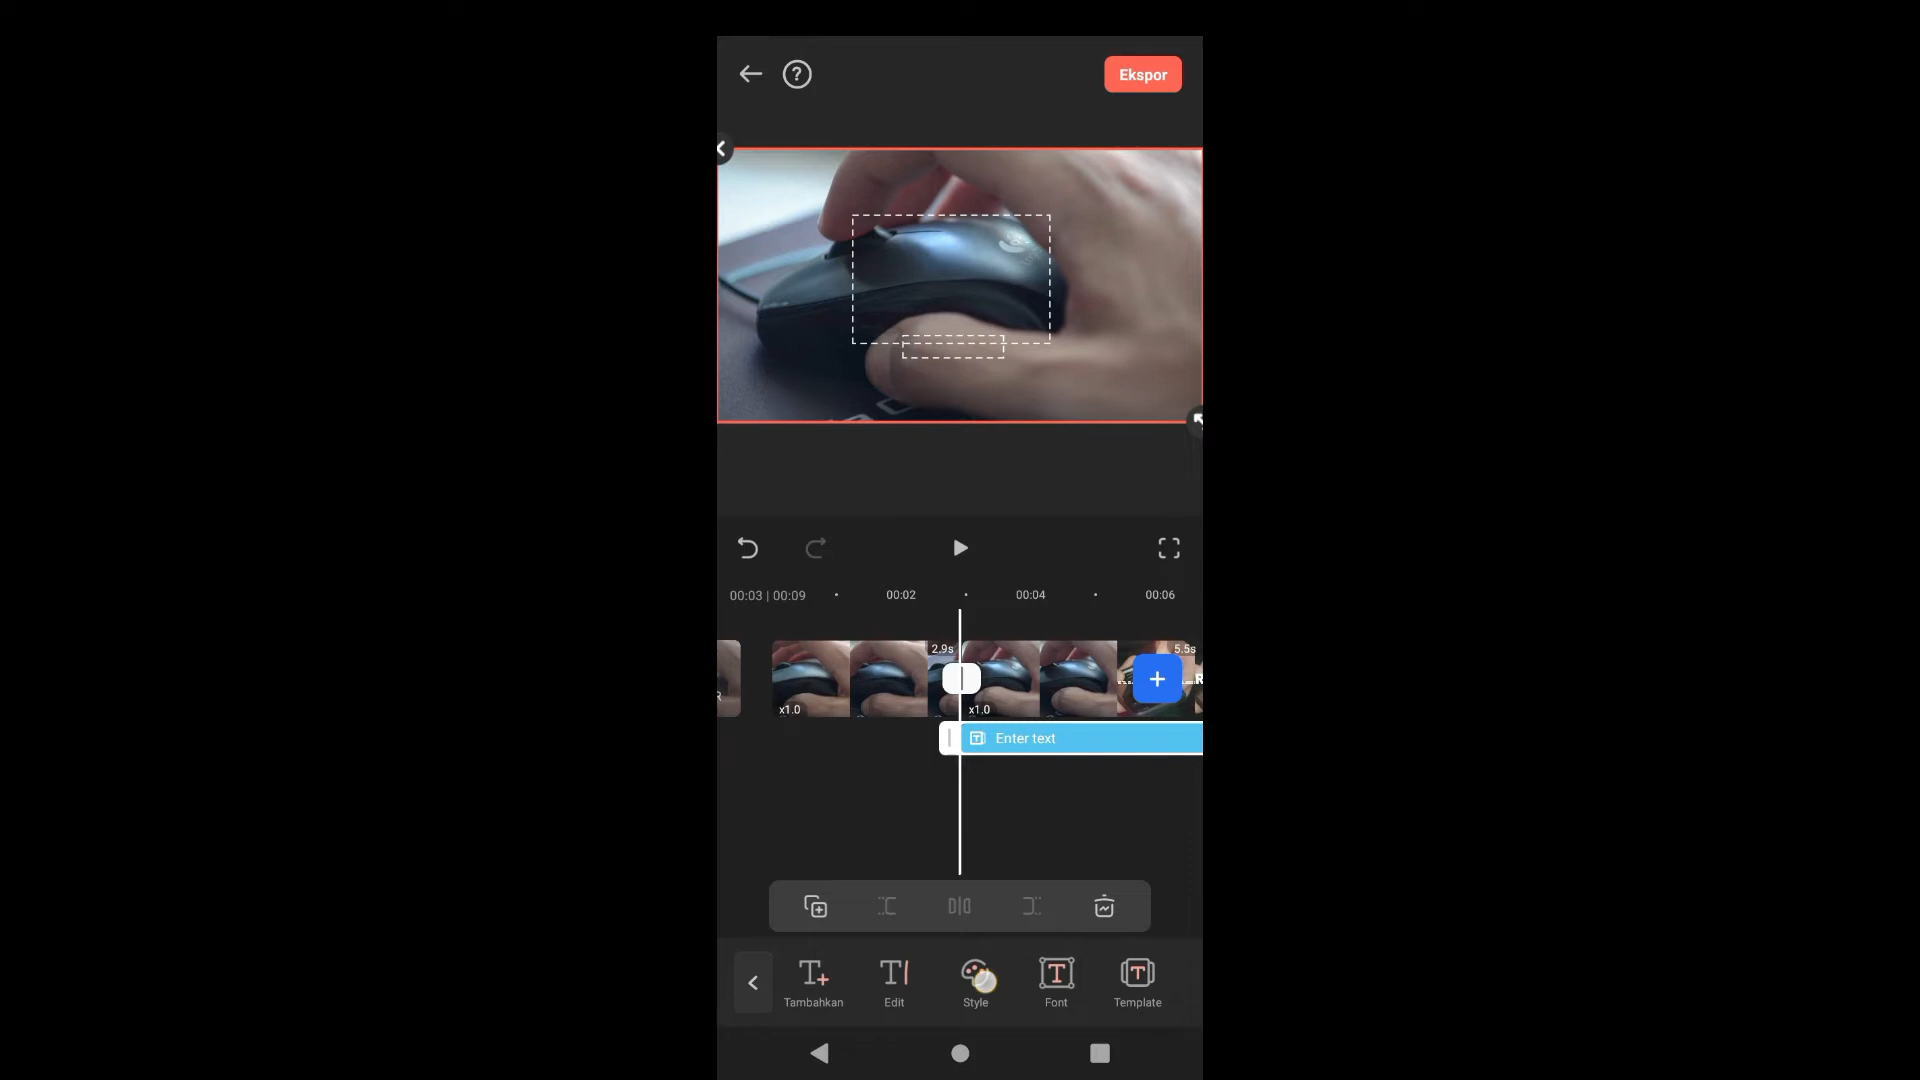 ?
Ekspor
00:03 | 00:09
00:02
00:04
00:06
2.9s
5.5s
R
x1.0
x1.0
R
Enter text
Tambahkan
Edit
Style
Font
Template